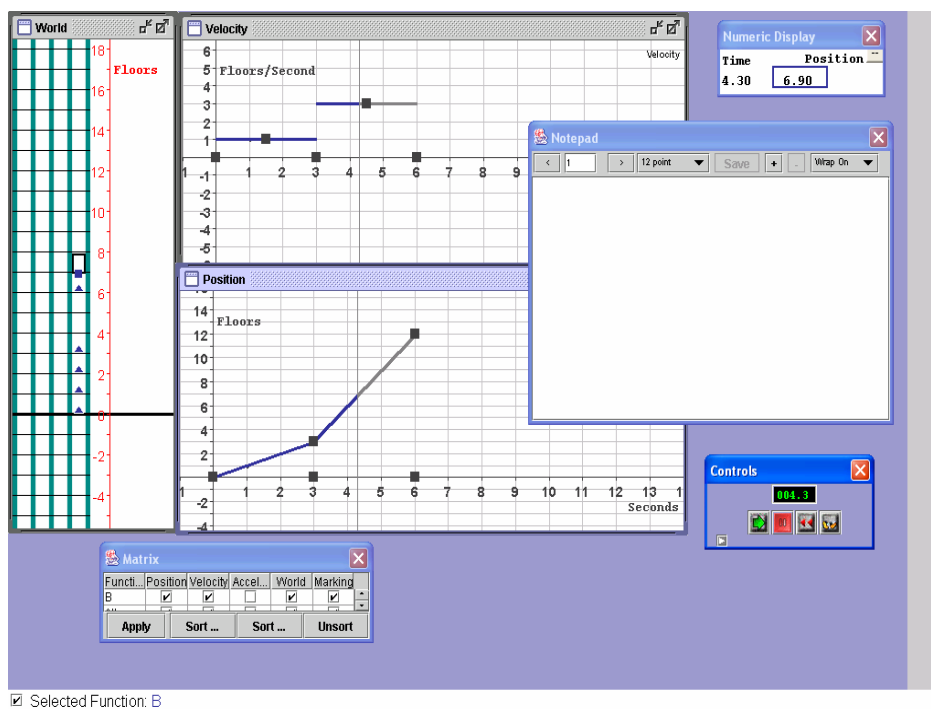 World
18
Floors
16
14
12
10
8
6
4
2
0
-2
-4
Velocity
Velocity
6
5
Floors/Second
4
3
2
1
1 1 2 3 4 5 6 7 8 9
-1
-2
-3
-4
-5
Position
14
Floors
12
10
8
6
4
2
1 1 2 3 4 5 6 7 8 9 10 11 12 13 1
Seconds
-2
-4
Numeric Display
Time Position
4.30 6.90
Notepad
< 1 > 12 point Save + - Wrap On
Controls
004.3
Matrix
Functi... Position Velocity Accel... World Marking
B
Apply Sort ... Sort ... Unsort
Selected Function: B